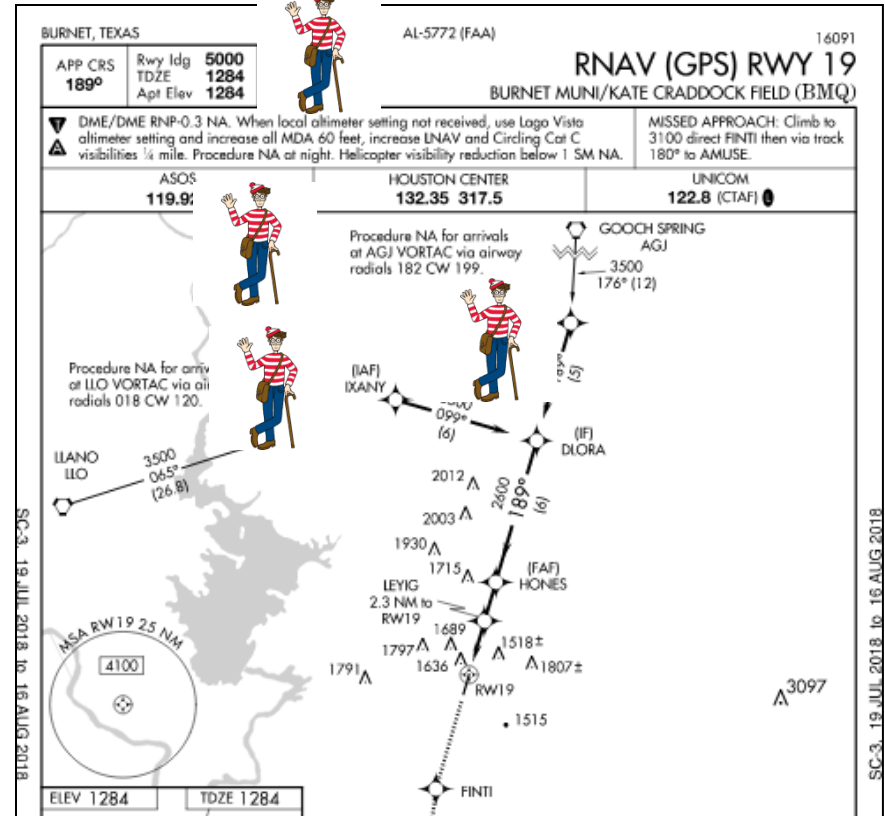 BURNET, TEXAS
AL-5772 (FAA)
16091
APP CRS
189°
Rwy ldg 5000
TDZE 1284
Apt Elev 1284
RNAV (GPS) RWY 19
BURNET MUNI/KATE CRADDOCK FIELD (BMQ)
T
A
DME/DME RNP-0.3 NA. When local altimeter setting not received, use Lago Vista
altimeter setting and increase all MDA 60 feet, increase LNAV and Circling Cat C
visibilities ¼ mile. Procedure NA at night. Helicopter visibility reduction below 1 SM NA.
MISSED APPROACH: Climb to
3100 direct FINTI then via track
180° to AMUSE.
ASOS
119.92
HOUSTON CENTER
132.35 317.5
UNICOM
122.8 (CTAF) L
Procedure NA for arrivals
at AGJ VORTAC via airway
radials 182 CW 199.
GOOCH SPRING
AGJ
3500
176° (12)
(5)
Procedure NA for
at LLO VORTAC via
radials 018 CW 120.
(IAF)
IXANY
099°
(6)
(IF)
DLORA
LLANO
LLO
3500
065°
(26.8)
2012
2600
189°
(6)
2003
1930
1715
(FAF)
HONES
LEYIG
2.3 NM to
RW19
1689
1797
1636
1518±
1807±
1791
RW19
3097
1515
MSA RW19 25 NM
4100
FINTI
ELEV 1284
TDZE 1284
SC-3, 19 JUL 2018 to 16 AUG 2018
SC-3, 19 JUL 2018 to 16 AUG 2018